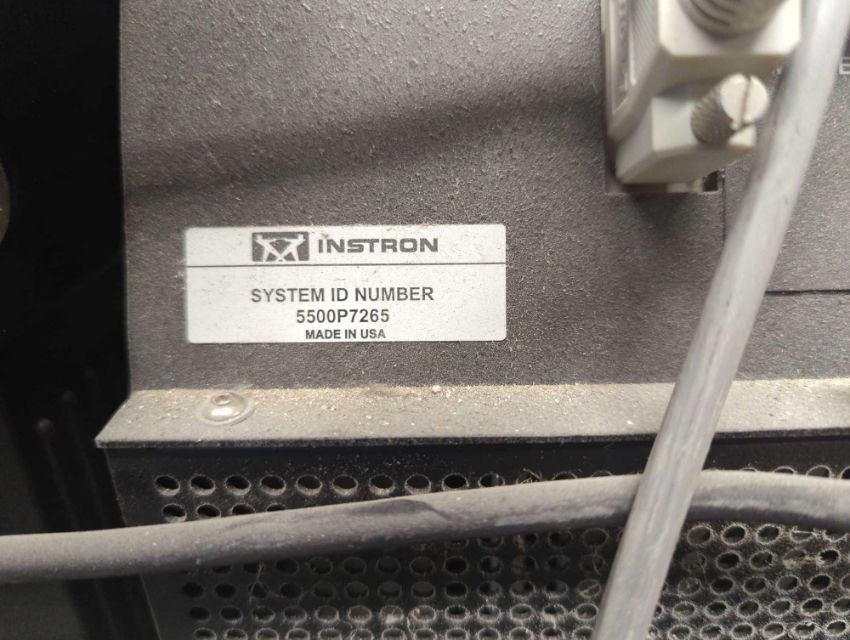 INSTRON
SYSTEM ID NUMBER
5500P7265
MADE IN USA